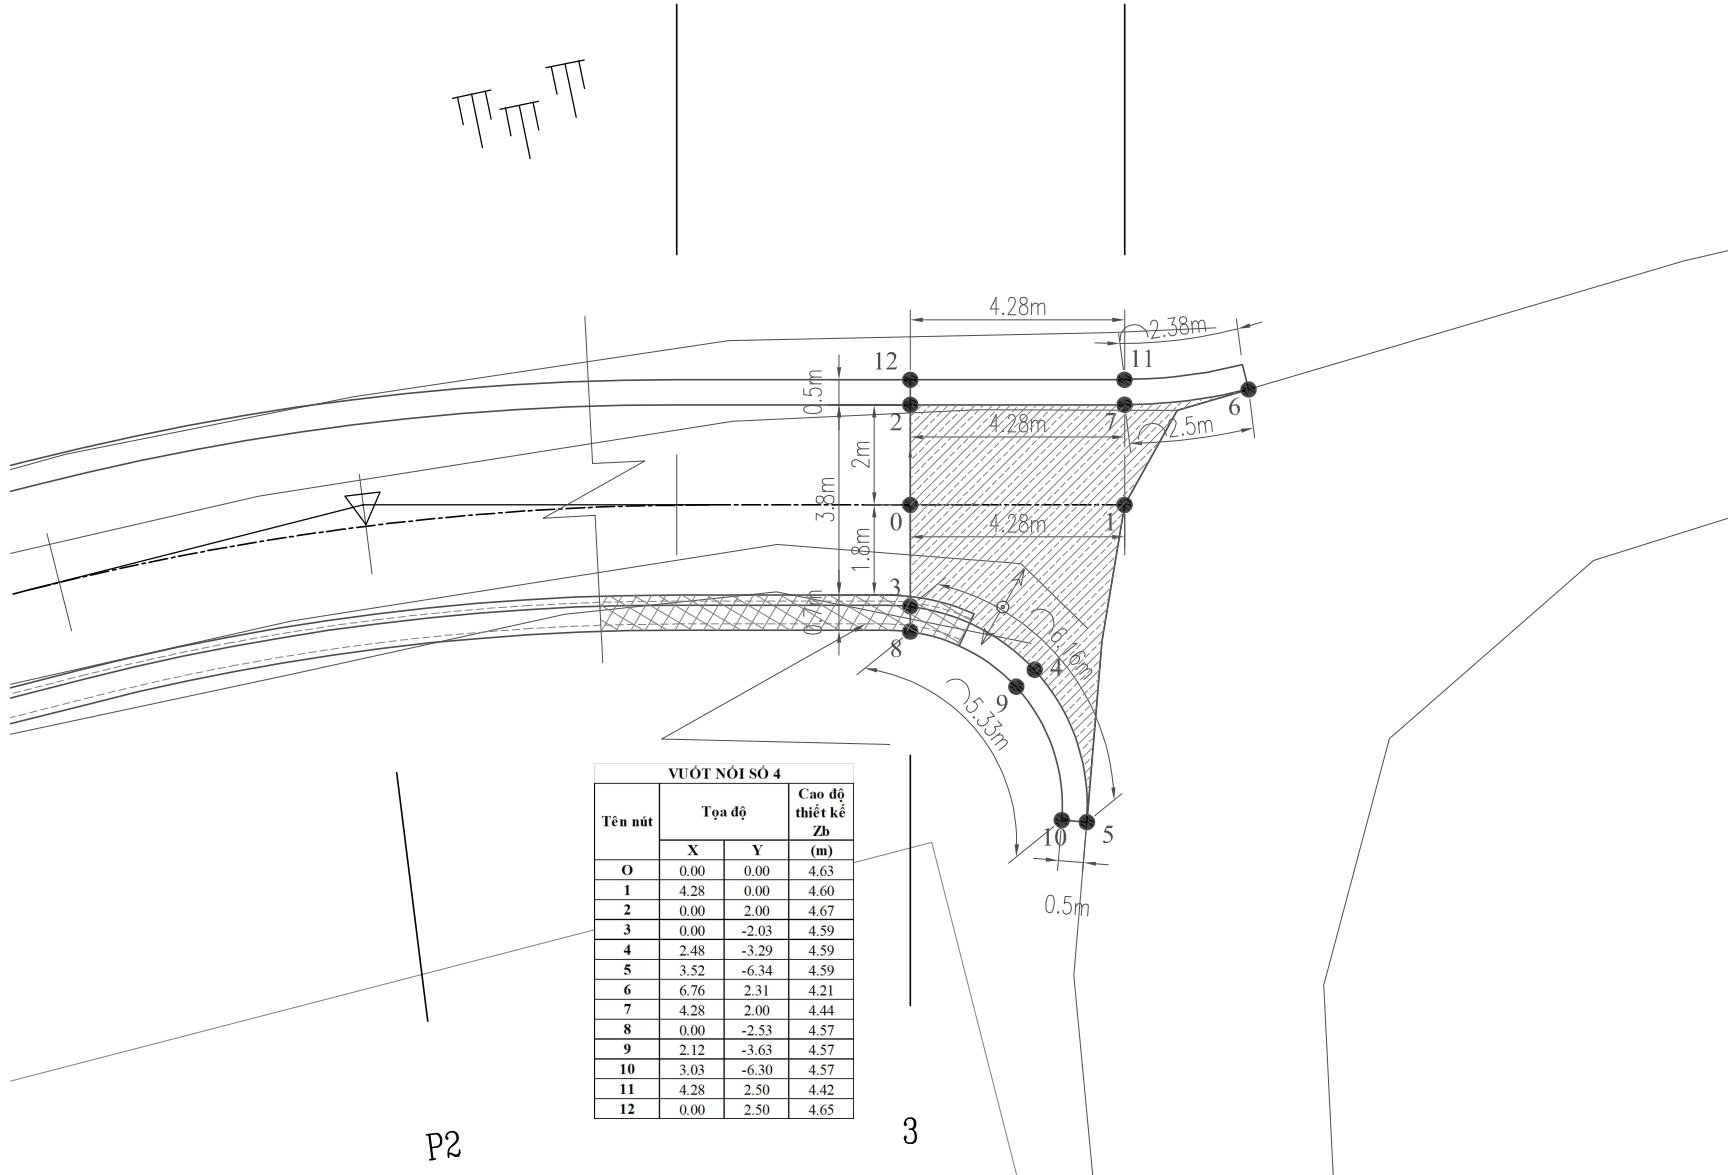 4.28m
2.38m
12
11
0.5m
2
7
6
4.28m
2.5m
2m
3.8m
0
1
4.28m
1.8m
3
0.7m
8
4
6.16m
9
5.33m
10
5
0.5m
VUỐT NỐI SỐ 4
Tên nút Tọa độ Cao độ thiết kế Zb
X Y (m)
O 0.00 0.00 4.63
1 4.28 0.00 4.60
2 0.00 2.00 4.67
3 0.00 -2.03 4.59
4 2.48 -3.29 4.59
5 3.52 -6.34 4.59
6 6.76 2.31 4.21
7 4.28 2.00 4.44
8 0.00 -2.53 4.57
9 2.12 -3.63 4.57
10 3.03 -6.30 4.57
11 4.28 2.50 4.42
12 0.00 2.50 4.65
P2
3